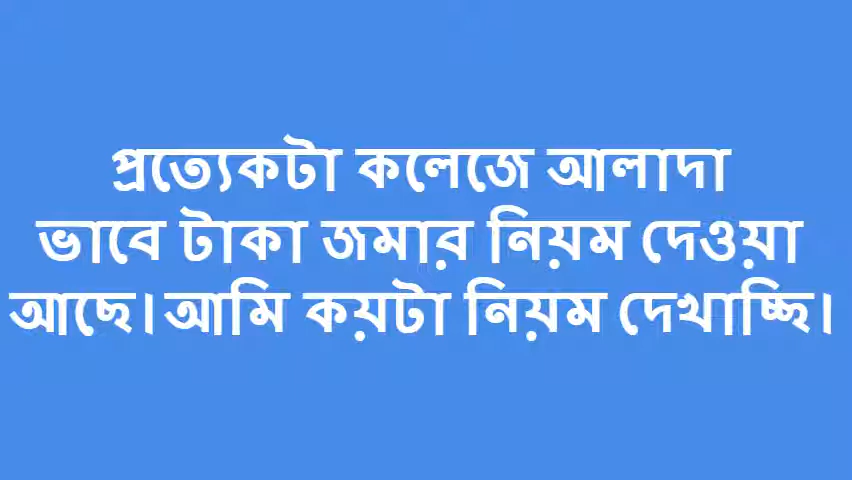 প্রত্যেকটা কলেজে আলাদা
ভাবে টাকা জমার নিয়ম দেওয়া
আছে। আমি কয়টা নিয়ম দেখাচ্ছি।